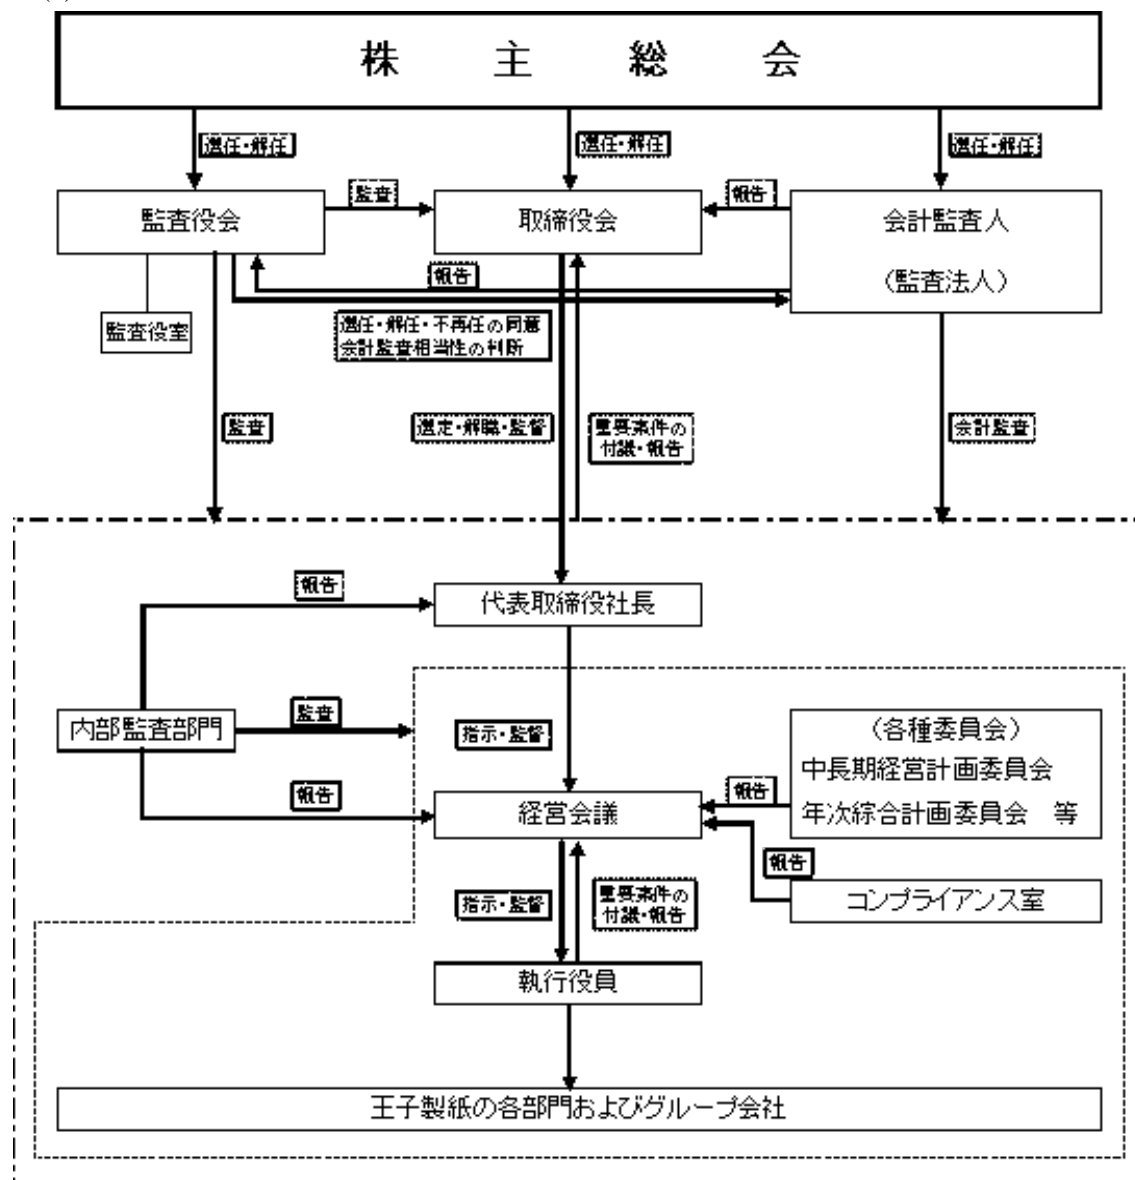 株主総会
選任・解任
選任・解任
選任・解任
監査役会
監査
取締役会
報告
会計監査人
(監査法人)
報告
監査役室
選任・解任・不再任の同意
会計監査相当性の判断
監査
選定・解職・監督
重要案件の
付議・報告
会計監査
報告
代表取締役社長
内部監査部門
監査
指示・監督
(各種委員会)
中長期経営計画委員会
年次綜合計画委員会 等
報告
報告
経営会議
報告
コンプライアンス室
指示・監督
重要案件の
付議・報告
執行役員
王子製紙の各部門およびグループ会社